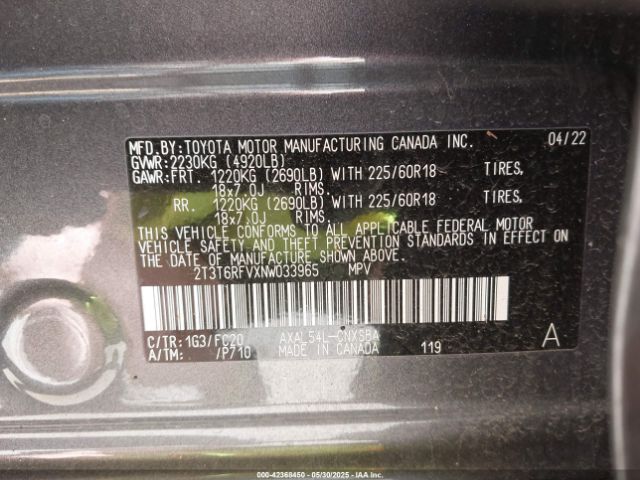 MFD.BY:TOYOTA MOTOR MANUFACTURING CANADA INC. 04/22
GVWR:2230KG (4920LB)
GAWR:FRT. 1220KG (2690LB) WITH 225/60R18 TIRES,
18x7.0J RIMS.
RR. 1220KG (2690LB) WITH 225/60R18 TIRES,
18x7.0J RIMS.
THIS VEHICLE CONFORMS TO ALL APPLICABLE FEDERAL MOTOR
VEHICLE SAFETY AND THEFT PREVENTION STANDARDS IN EFFECT ON
THE DATE OF MANUFACTURE SHOWN ABOVE.
2T3T6RFVXNW033965 MPV
C/TR:1G3/FC20 AXAL54L-CNXSBA A
A/TM: /P710 MADE IN CANADA 119
000-42368450 - 05/30/2025 - IAA Inc.